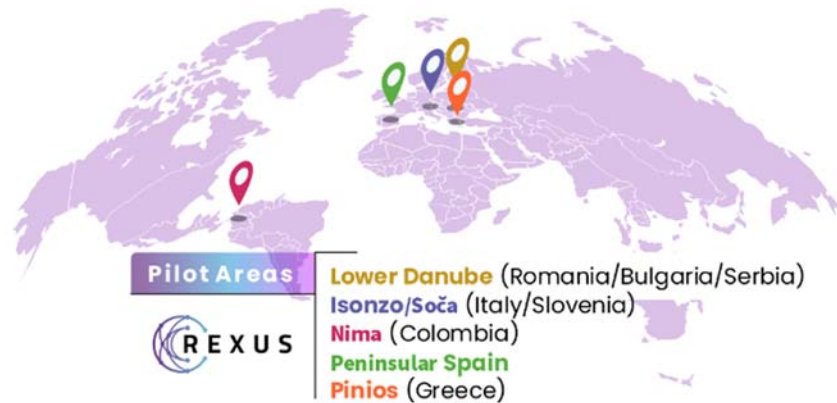 Pilot Areas
REXUS
Lower Danube (Romania/Bulgaria/Serbia)
Isonzo/Soča (Italy/Slovenia)
Nima (Colombia)
Peninsular Spain
Pinios (Greece)